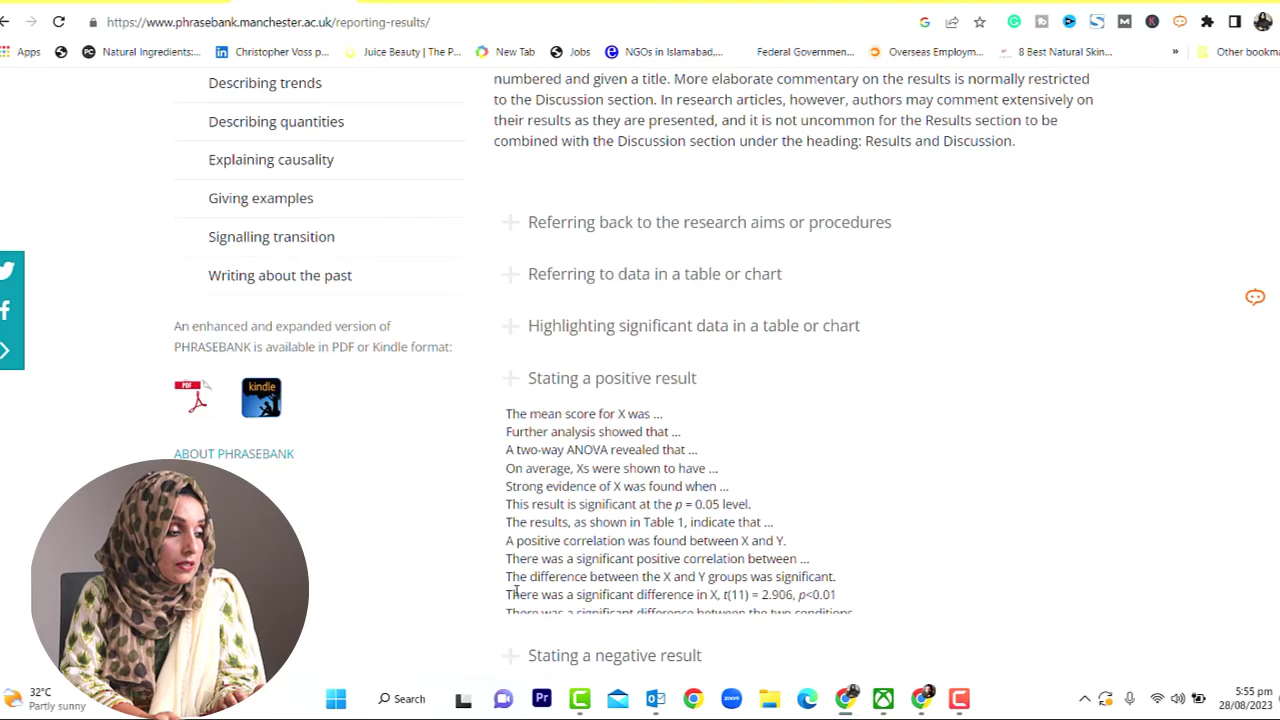 https://www.phrasebank.manchester.ac.uk/reporting-results/
Apps
Natural Ingredients:...
Christopher Voss p...
Juice Beauty | The P...
New Tab
Jobs
NGOs in Islamabad,...
Federal Governmen...
Overseas Employm...
8 Best Natural Skin...
»
Other bookma
Describing trends
Describing quantities
Explaining causality
Giving examples
Signalling transition
Writing about the past
An enhanced and expanded version of
PHRASEBANK is available in PDF or Kindle format:
PDF
kindle
ABOUT PHRASEBANK
numbered and given a title. More elaborate commentary on the results is normally restricted
to the Discussion section. In research articles, however, authors may comment extensively on
their results as they are presented, and it is not uncommon for the Results section to be
combined with the Discussion section under the heading: Results and Discussion.
Referring back to the research aims or procedures
Referring to data in a table or chart
Highlighting significant data in a table or chart
Stating a positive result
The mean score for X was ...
Further analysis showed that ...
A two-way ANOVA revealed that ...
On average, Xs were shown to have ...
Strong evidence of X was found when ...
This result is significant at the p = 0.05 level.
The results, as shown in Table 1, indicate that ...
A positive correlation was found between X and Y.
There was a significant positive correlation between ...
The difference between the X and Y groups was significant.
There was a significant difference in X, t(11) = 2.906, p<0.01
There was a significant difference between the two conditions
Stating a negative result
32°C
Partly sunny
Search
Pr
zoom
5:55 pm
28/08/2023